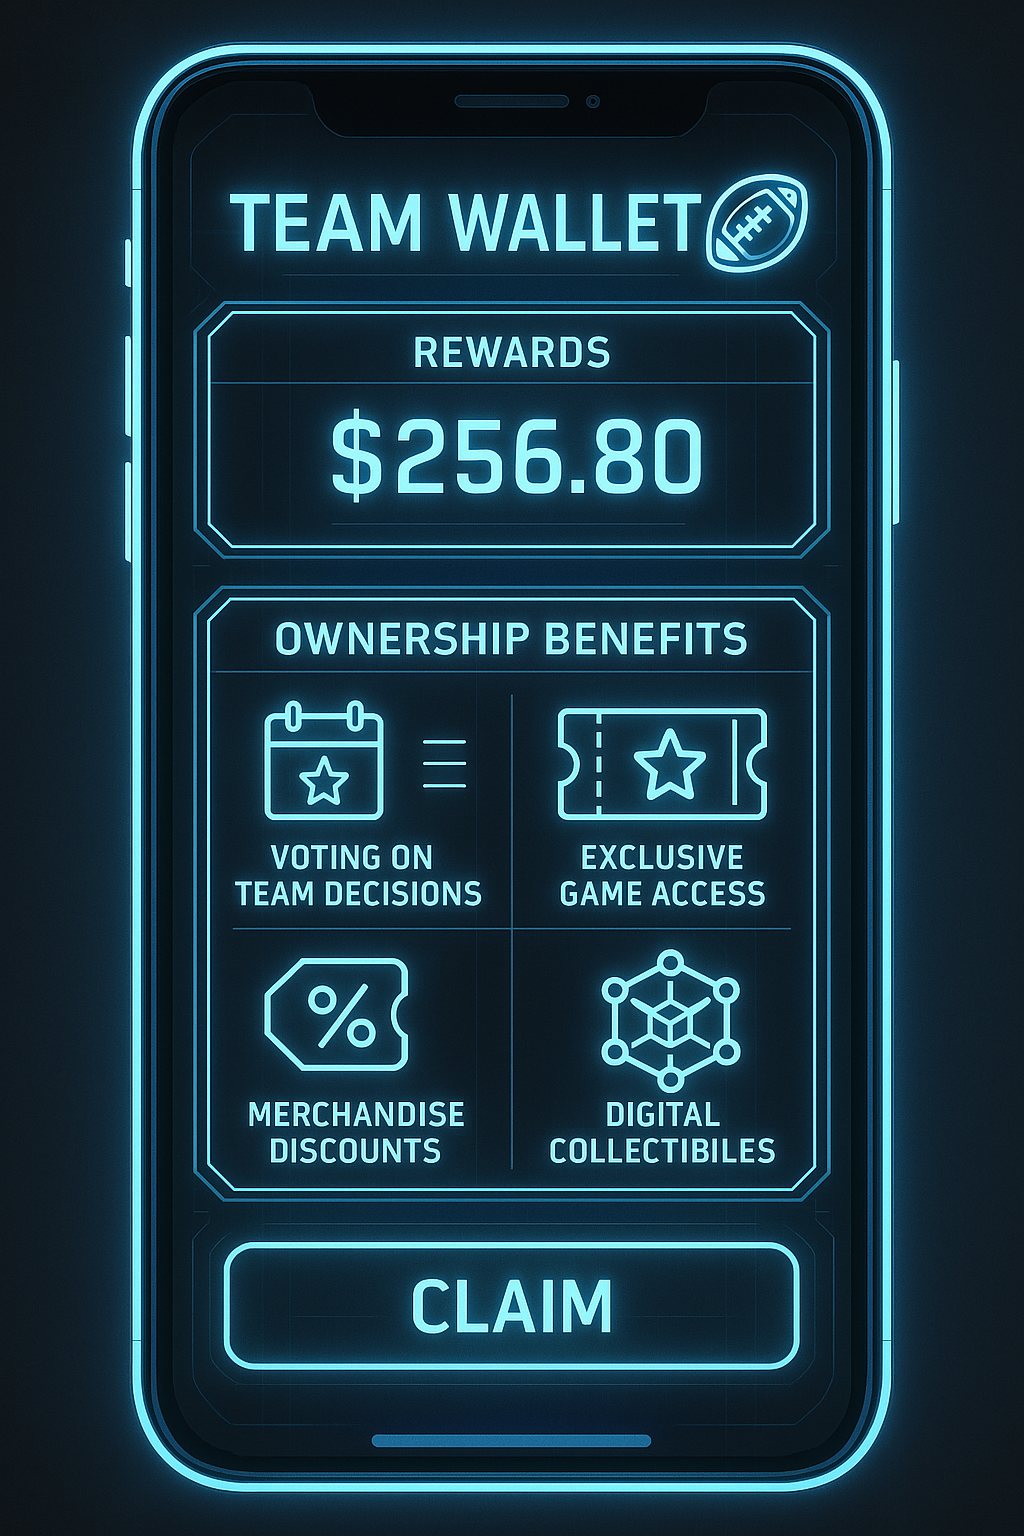 TEAM WALLET
REWARDS
$256.80
OWNERSHIP BENEFITS
VOTING ON
TEAM DECISIONS
EXCLUSIVE
GAME ACCESS
%
MERCHANDISE
DISCOUNTS
DIGITAL
COLLECTIBILES
CLAIM